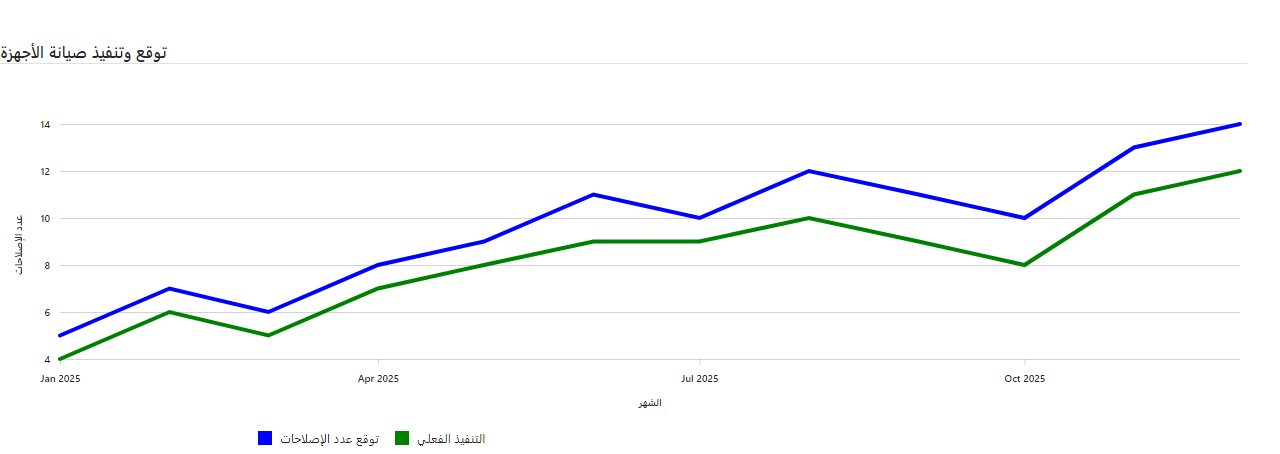 توقع وتنفيذ صيانة الأجهزة
14
12
10
8
6
4
عدد الإصلاحات
Jan 2025 Apr 2025 Jul 2025 Oct 2025
الشهر
توقع عدد الإصلاحات التنفيذ الفعلي